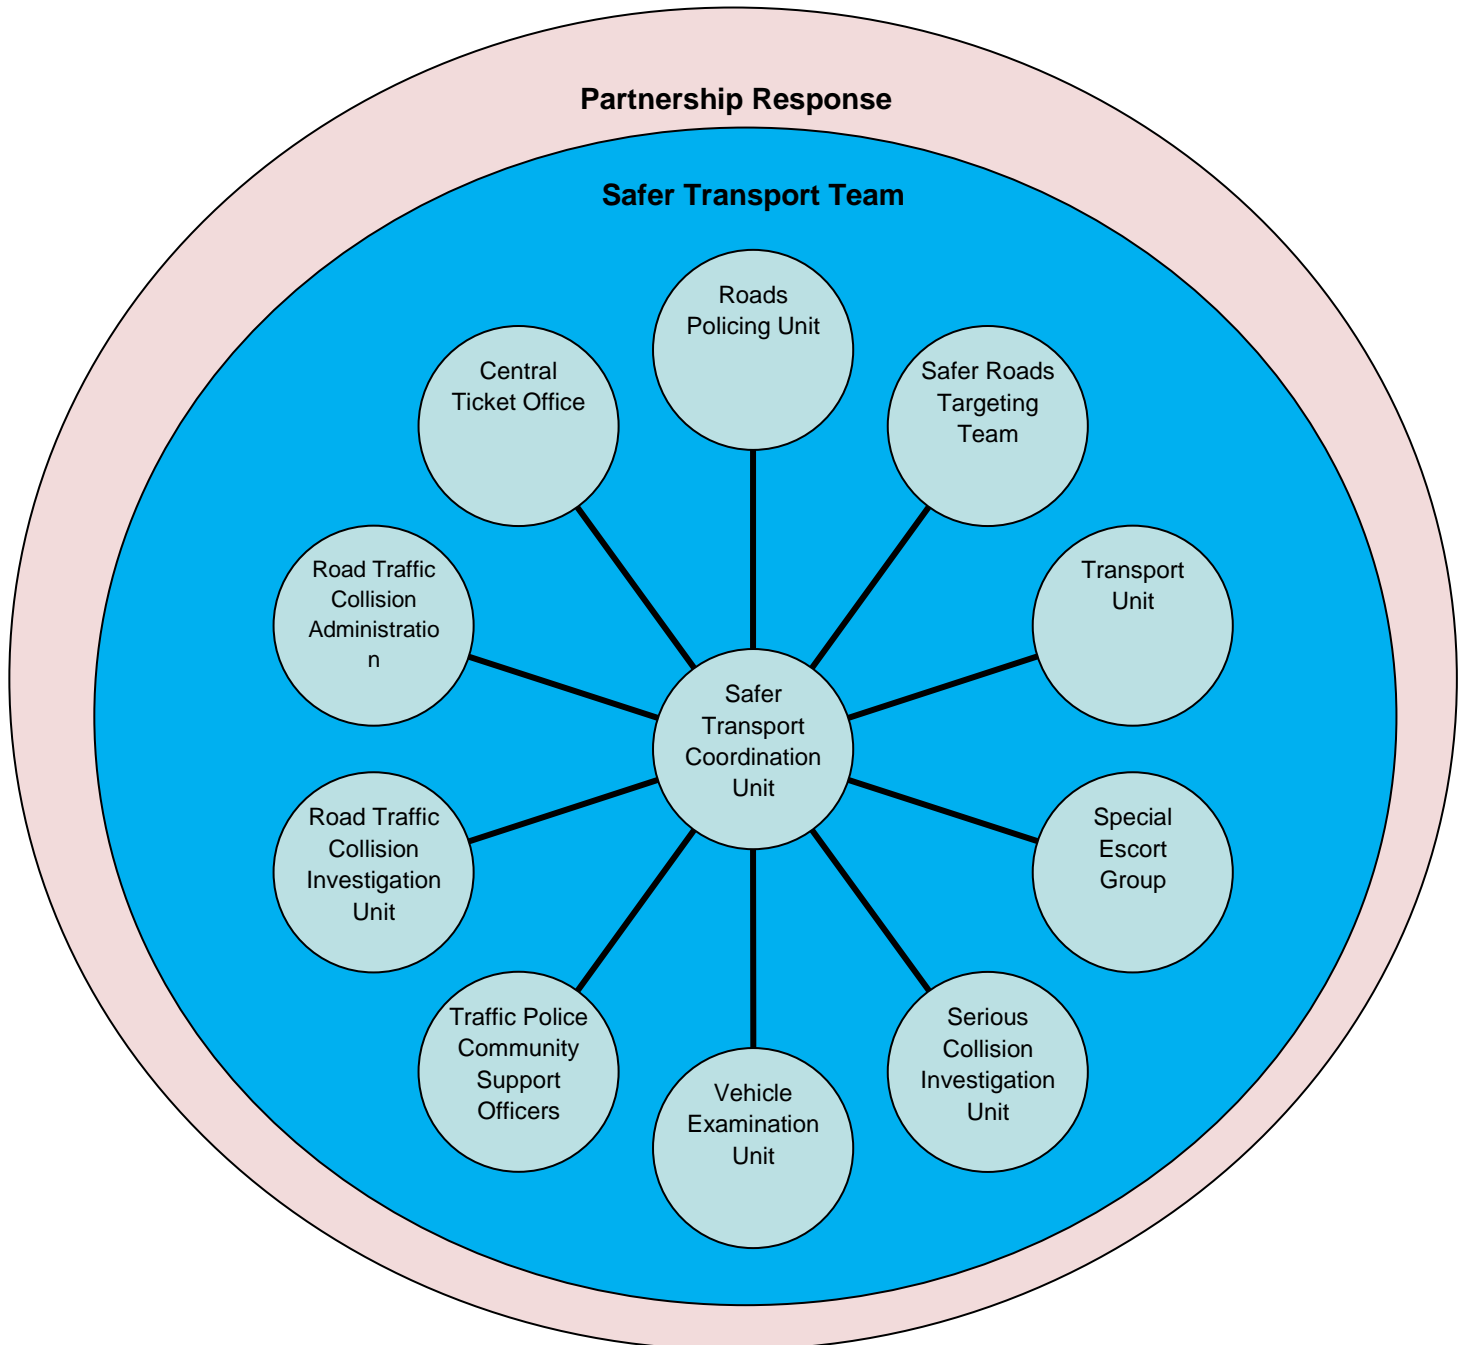 Partnership Response
Safer Transport Team
Roads
Policing Unit
Central
Ticket Office
Safer Roads
Targeting
Team
Road Traffic
Collision
Administratio
n
Transport
Unit
Safer
Transport
Coordination
Unit
Road Traffic
Collision
Investigation
Unit
Special
Escort
Group
Traffic Police
Community
Support
Officers
Vehicle
Examination
Unit
Serious
Collision
Investigation
Unit